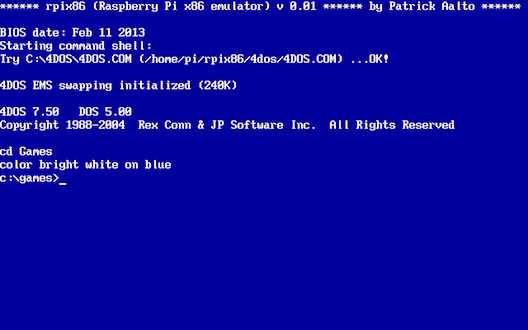 ****** rpix86 (Raspberry Pi x86 emulator) v 0.01 ****** by Patrick Aalto ******
BIOS date: Feb 11 2013
Starting command shell:
Try C:\4DOS\4DOS.COM (/home/pi/rpix86/4dos/4DOS.COM) ...OK!
4DOS EMS swapping initialized (240K)
4DOS 7.50   DOS 5.00
Copyright 1988-2004  Rex Conn & JP Software Inc.  All Rights Reserved
cd Games
color bright white on blue
c:\games>_